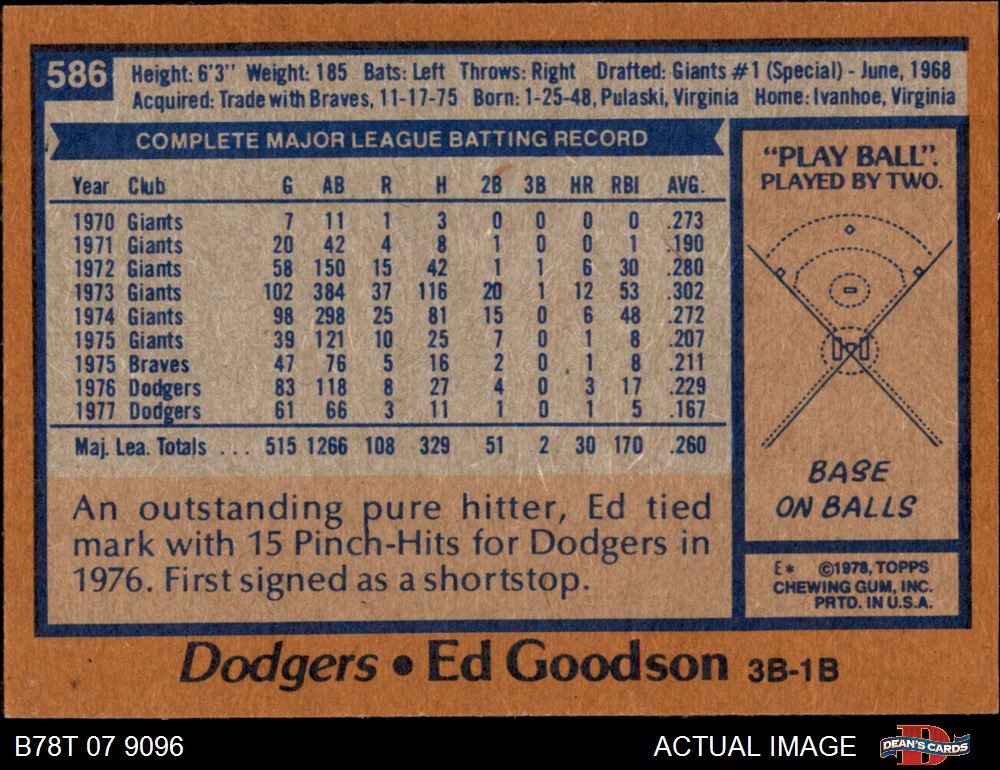 586
Height: 6'3" Weight: 185 Bats: Left Throws: Right Drafted: Giants #1 (Special) - June, 1968
Acquired: Trade with Braves, 11-17-75 Born: 1-25-48, Pulaski, Virginia Home: Ivanhoe, Virginia
COMPLETE MAJOR LEAGUE BATTING RECORD
Year Club G AB R H 2B 3B HR RBI AVG.
1970 Giants 7 11 1 3 0 0 0 0 .273
1971 Giants 20 42 4 8 1 0 0 1 .190
1972 Giants 58 150 15 42 1 1 6 30 .280
1973 Giants 102 384 37 116 20 1 12 53 .302
1974 Giants 98 298 25 81 15 0 6 48 .272
1975 Giants 39 121 10 25 7 0 1 8 .207
1975 Braves 47 76 5 16 2 0 1 8 .211
1976 Dodgers 83 118 8 27 4 0 3 17 .229
1977 Dodgers 61 66 3 11 1 0 1 5 .167
Maj. Lea. Totals ... 515 1266 108 329 51 2 30 170 .260
An outstanding pure hitter, Ed tied
mark with 15 Pinch-Hits for Dodgers in
1976. First signed as a shortstop.
"PLAY BALL".
PLAYED BY TWO.
BASE
ON BALLS
E* ©1978, TOPPS
CHEWING GUM, INC.
PRTD. IN U.S.A.
Dodgers • Ed Goodson 3B-1B
B78T 07 9096
ACTUAL IMAGE
D
DEAN'S CARDS